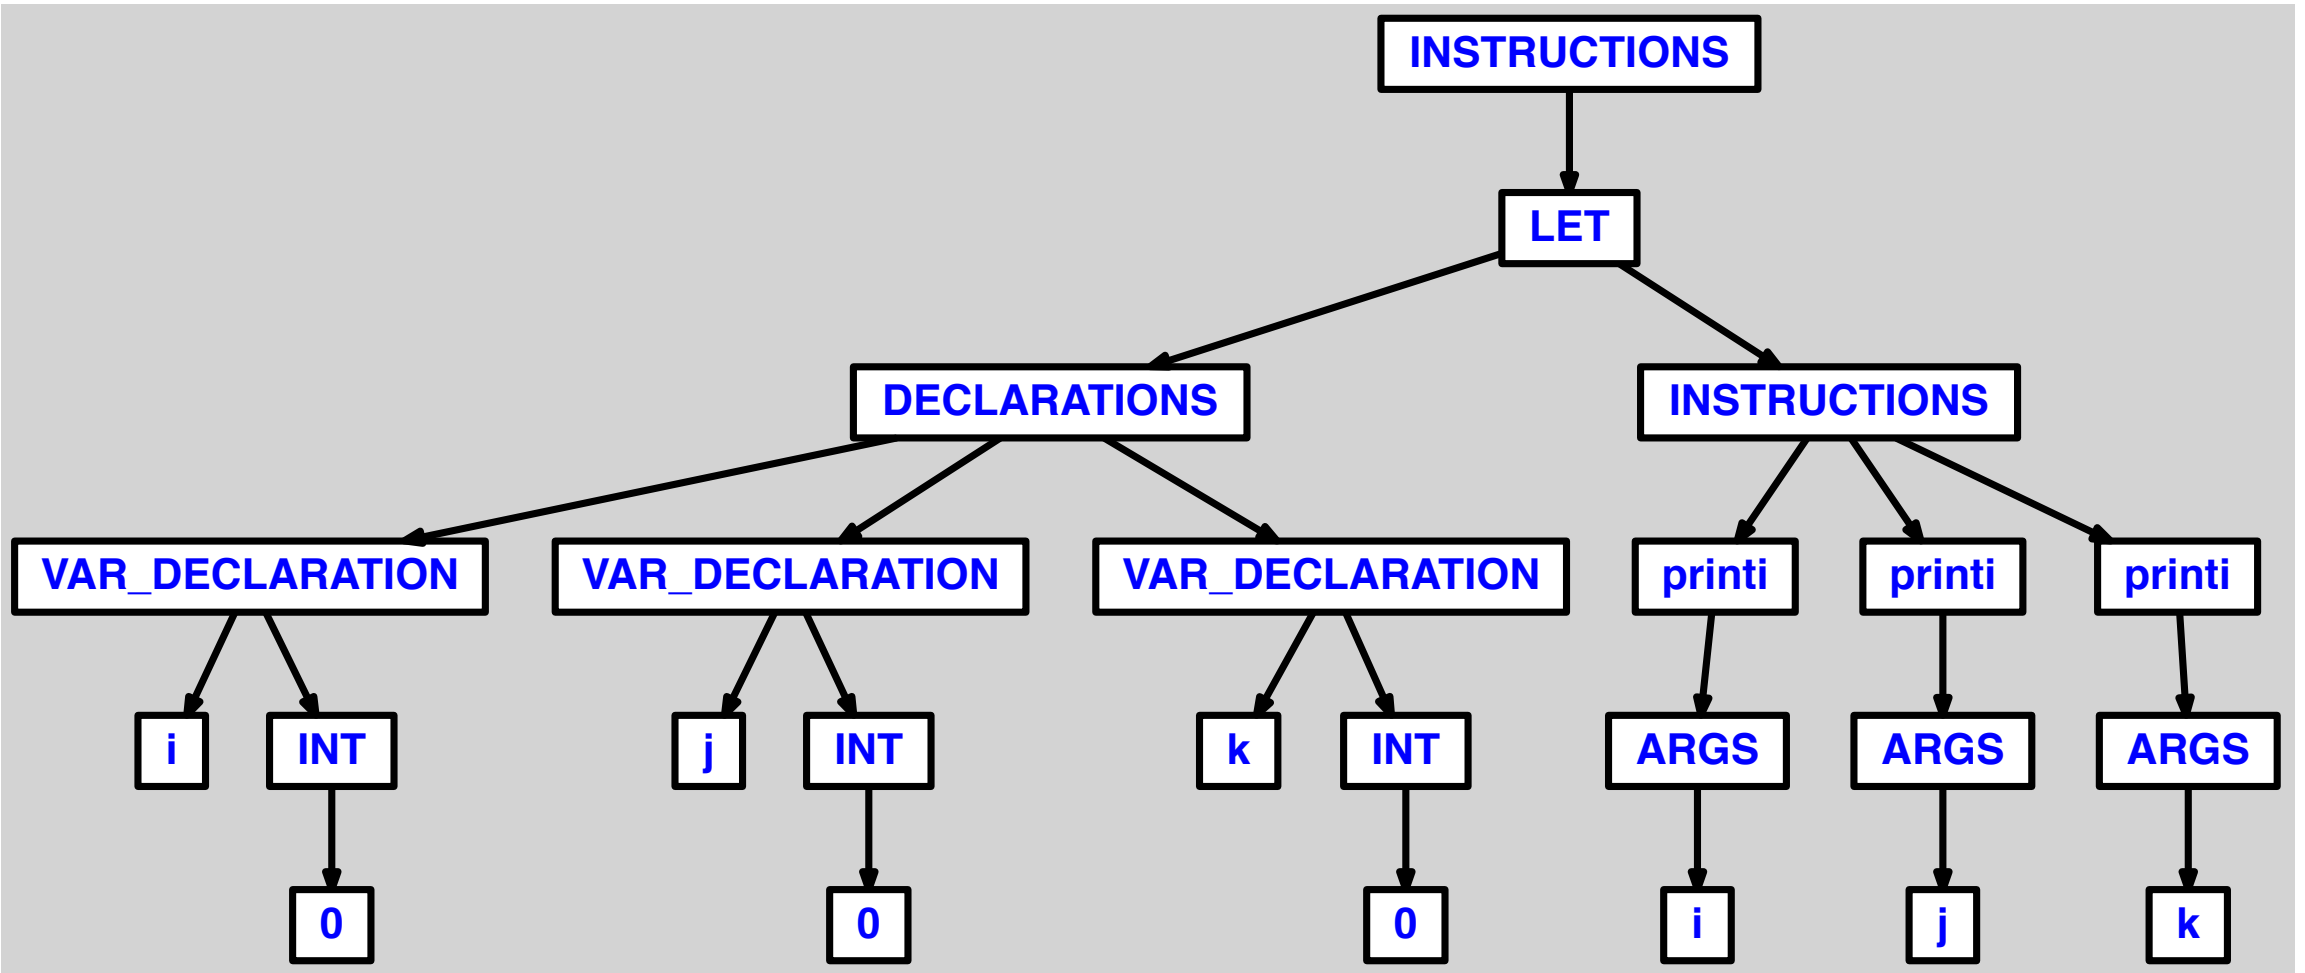 INSTRUCTIONS
LET
DECLARATIONS INSTRUCTIONS
VAR_DECLARATION VAR_DECLARATION VAR_DECLARATION printi printi printi
i INT j INT k INT ARGS ARGS ARGS
0 0 0 i j k